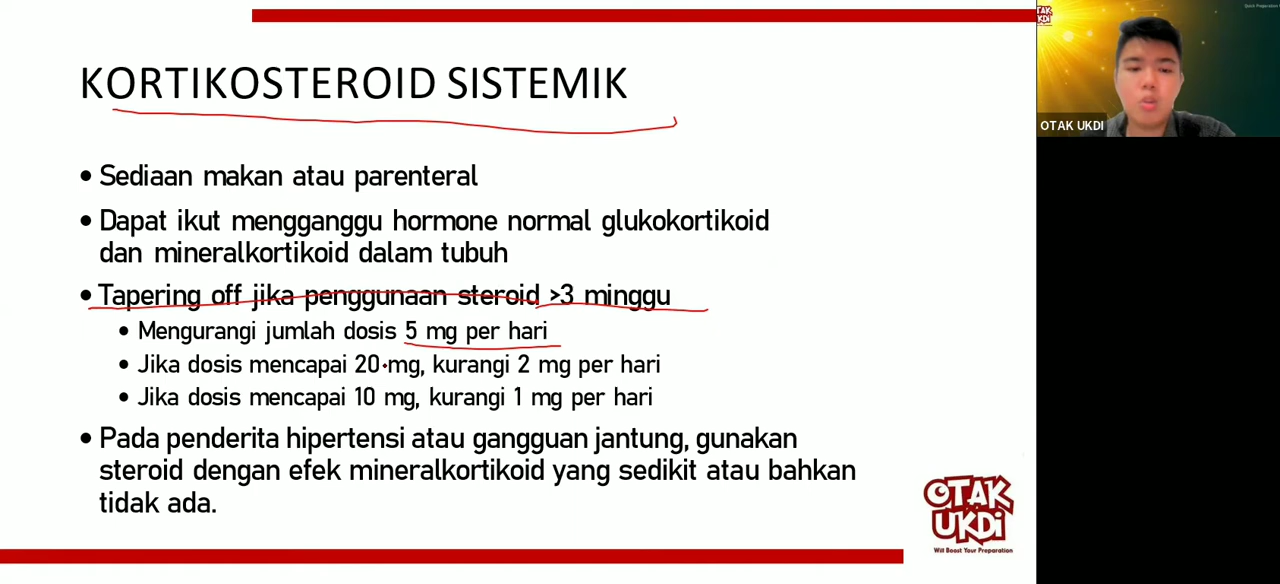 KORTIKOSTEROID SISTEMIK
• Sediaan makan atau parenteral
• Dapat ikut mengganggu hormone normal glukokortikoid
dan mineralkortikoid dalam tubuh
• Tapering off jika penggunaan steroid >3 minggu
• Mengurangi jumlah dosis 5 mg per hari
• Jika dosis mencapai 20 mg, kurangi 2 mg per hari
• Jika dosis mencapai 10 mg, kurangi 1 mg per hari
• Pada penderita hipertensi atau gangguan jantung, gunakan
steroid dengan efek mineralkortikoid yang sedikit atau bahkan
tidak ada.
OTAK
UKDI
Will Boost Your Preparation
OTAK
UKDI
OTAK UKDI